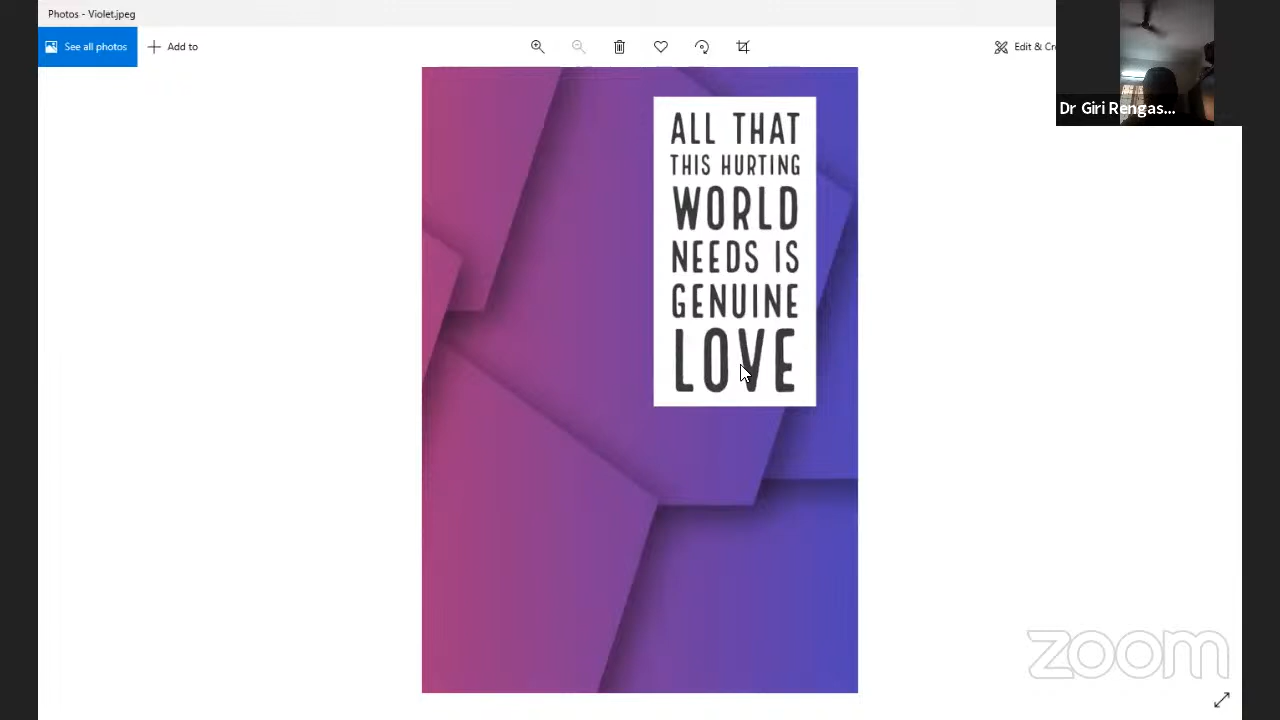 Photos - Violet.jpeg
See all photos
Add to
Edit & Cr
Dr Giri Rengas...
ALL THAT
THIS HURTING
WORLD
NEEDS IS
GENUINE
LOVE
zoom